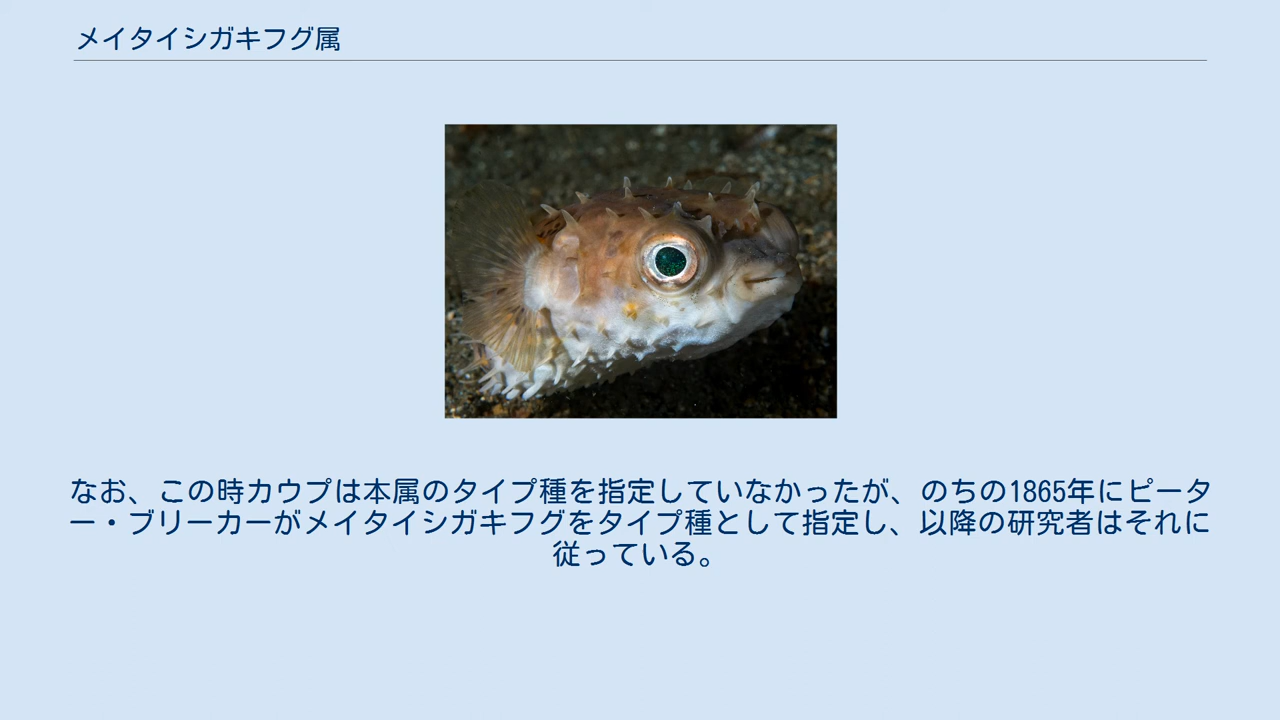 メイタイシガキフグ属
なお、この時カウプは本属のタイプ種を指定していなかったが、のちの1865年にピータ
ー・ブリーカーがメイタイシガキフグをタイプ種として指定し、以降の研究者はそれに
従っている。